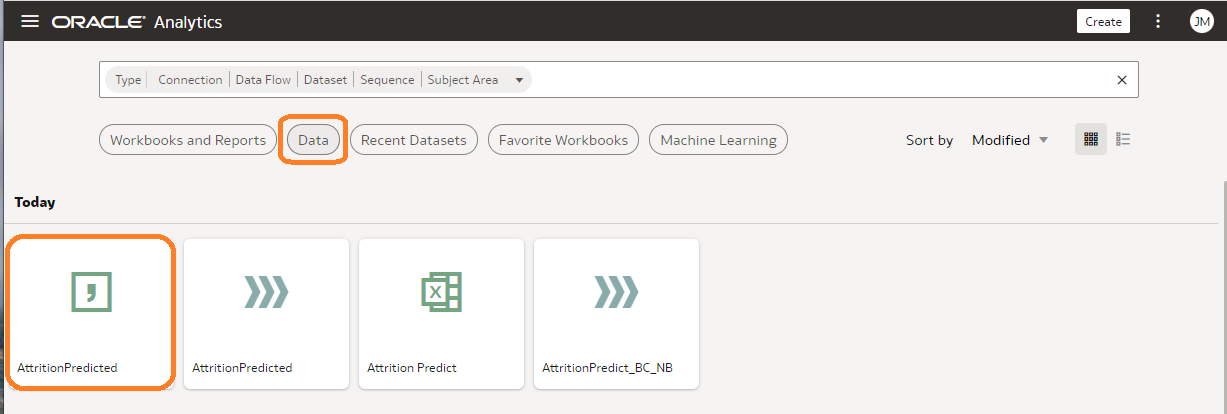 ORACLE Analytics Create JM
Type Connection Data Flow Dataset Sequence Subject Area
Workbooks and Reports Data Recent Datasets Favorite Workbooks Machine Learning Sort by Modified
Today
AttritionPredicted AttritionPredicted Attrition Predict AttritionPredict_BC_NB